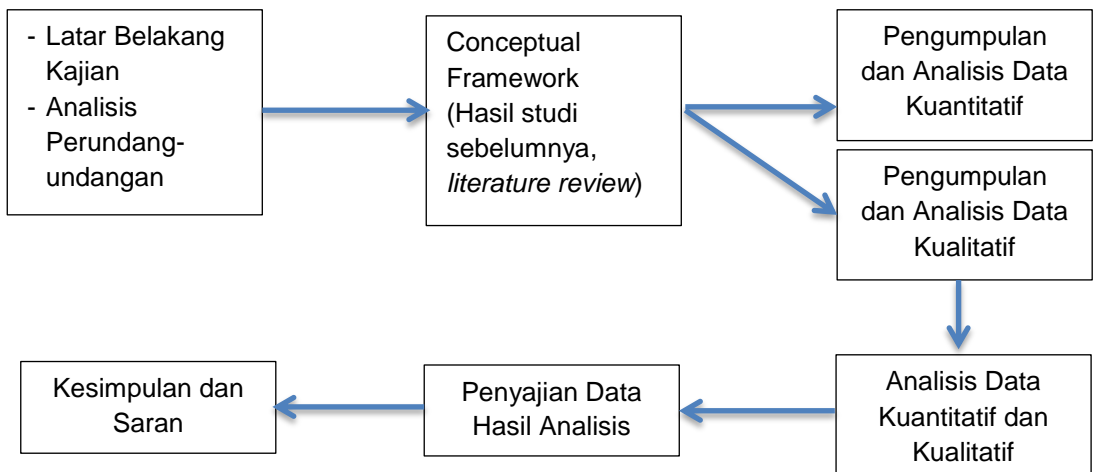 - Latar Belakang
Kajian
- Analisis
Perundang-
undangan
Conceptual
Framework
(Hasil studi
sebelumnya,
literature review)
Pengumpulan
dan Analisis Data
Kuantitatif
Pengumpulan
dan Analisis Data
Kualitatif
Analisis Data
Kuantitatif dan
Kualitatif
Penyajian Data
Hasil Analisis
Kesimpulan dan
Saran